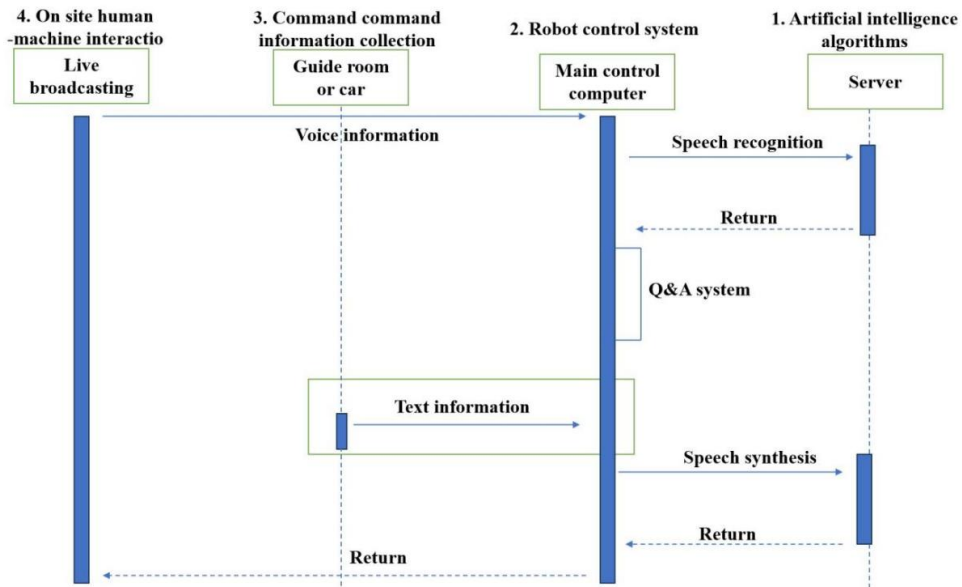 4. On site human
-machine interactio
3. Command command
information collection
2. Robot control system
1. Artificial intelligence
algorithms
Live
broadcasting
Guide room
or car
Main control
computer
Server
Voice information
Speech recognition
Return
Q&A system
Text information
Speech synthesis
Return
Return